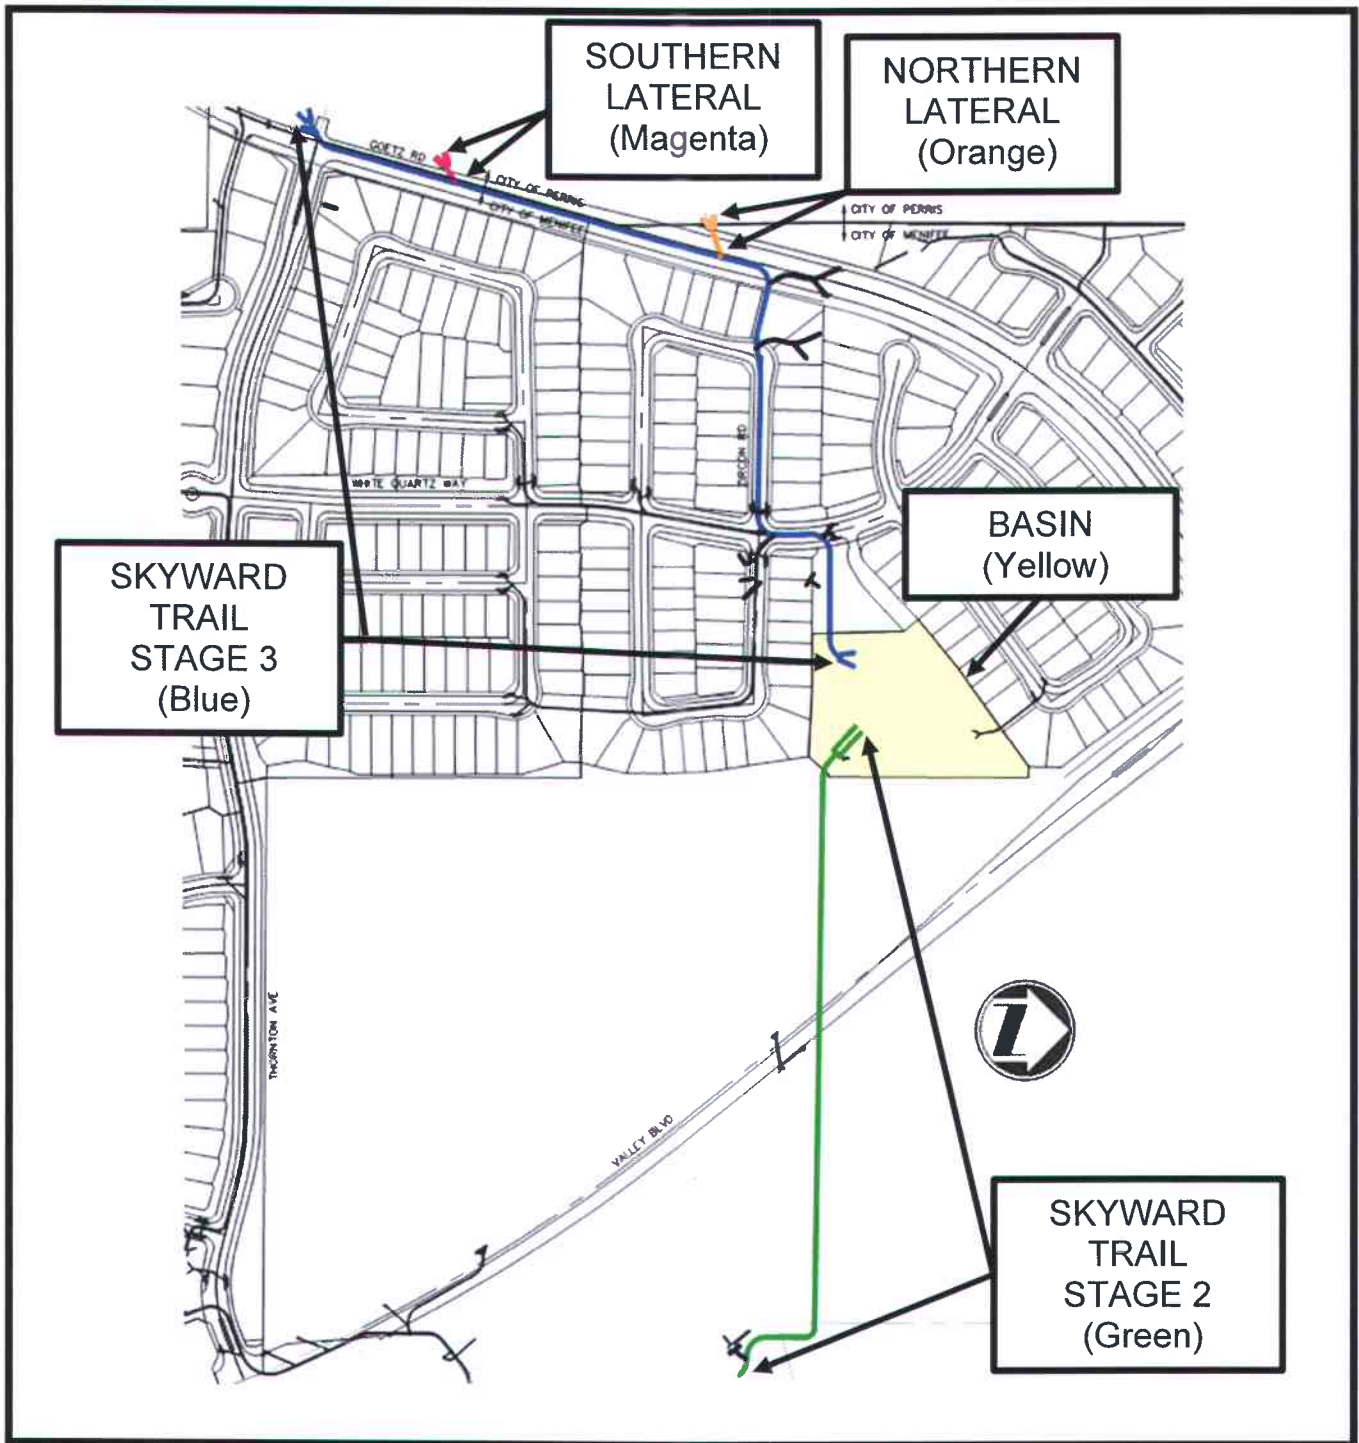 SOUTHERN
LATERAL
(Magenta)
NORTHERN
LATERAL
(Orange)
GOETZ RD
CITY OF PERRIS
CITY OF MENIFEE
CITY OF PERRIS
CITY OF MENIFEE
ZIRCON RD
WHITE QUARTZ WAY
BASIN
(Yellow)
SKYWARD
TRAIL
STAGE 3
(Blue)
THORNTON AVE
VALLEY BLVD
Z
SKYWARD
TRAIL
STAGE 2
(Green)